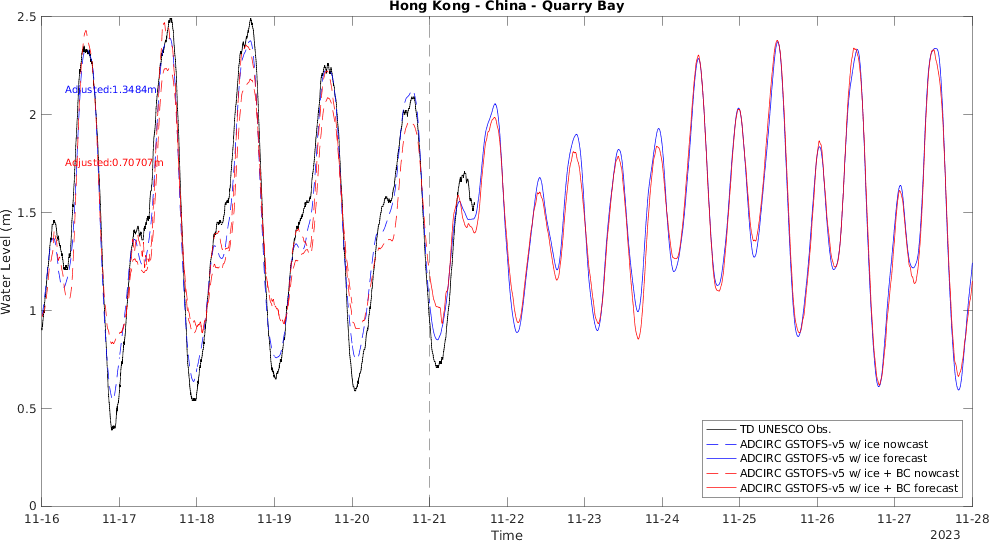 Hong Kong - China - Quarry Bay
2.5
2
1.5
1
0.5
0
Water Level (m)
Adjusted:1.3484m
Adjusted:0.70707m
TD UNESCO Obs.
ADCIRC GSTOFS-v5 w/ ice nowcast
ADCIRC GSTOFS-v5 w/ ice forecast
ADCIRC GSTOFS-v5 w/ ice + BC nowcast
ADCIRC GSTOFS-v5 w/ ice + BC forecast
11-16 11-17 11-18 11-19 11-20 11-21 11-22 11-23 11-24 11-25 11-26 11-27 11-28
Time
2023